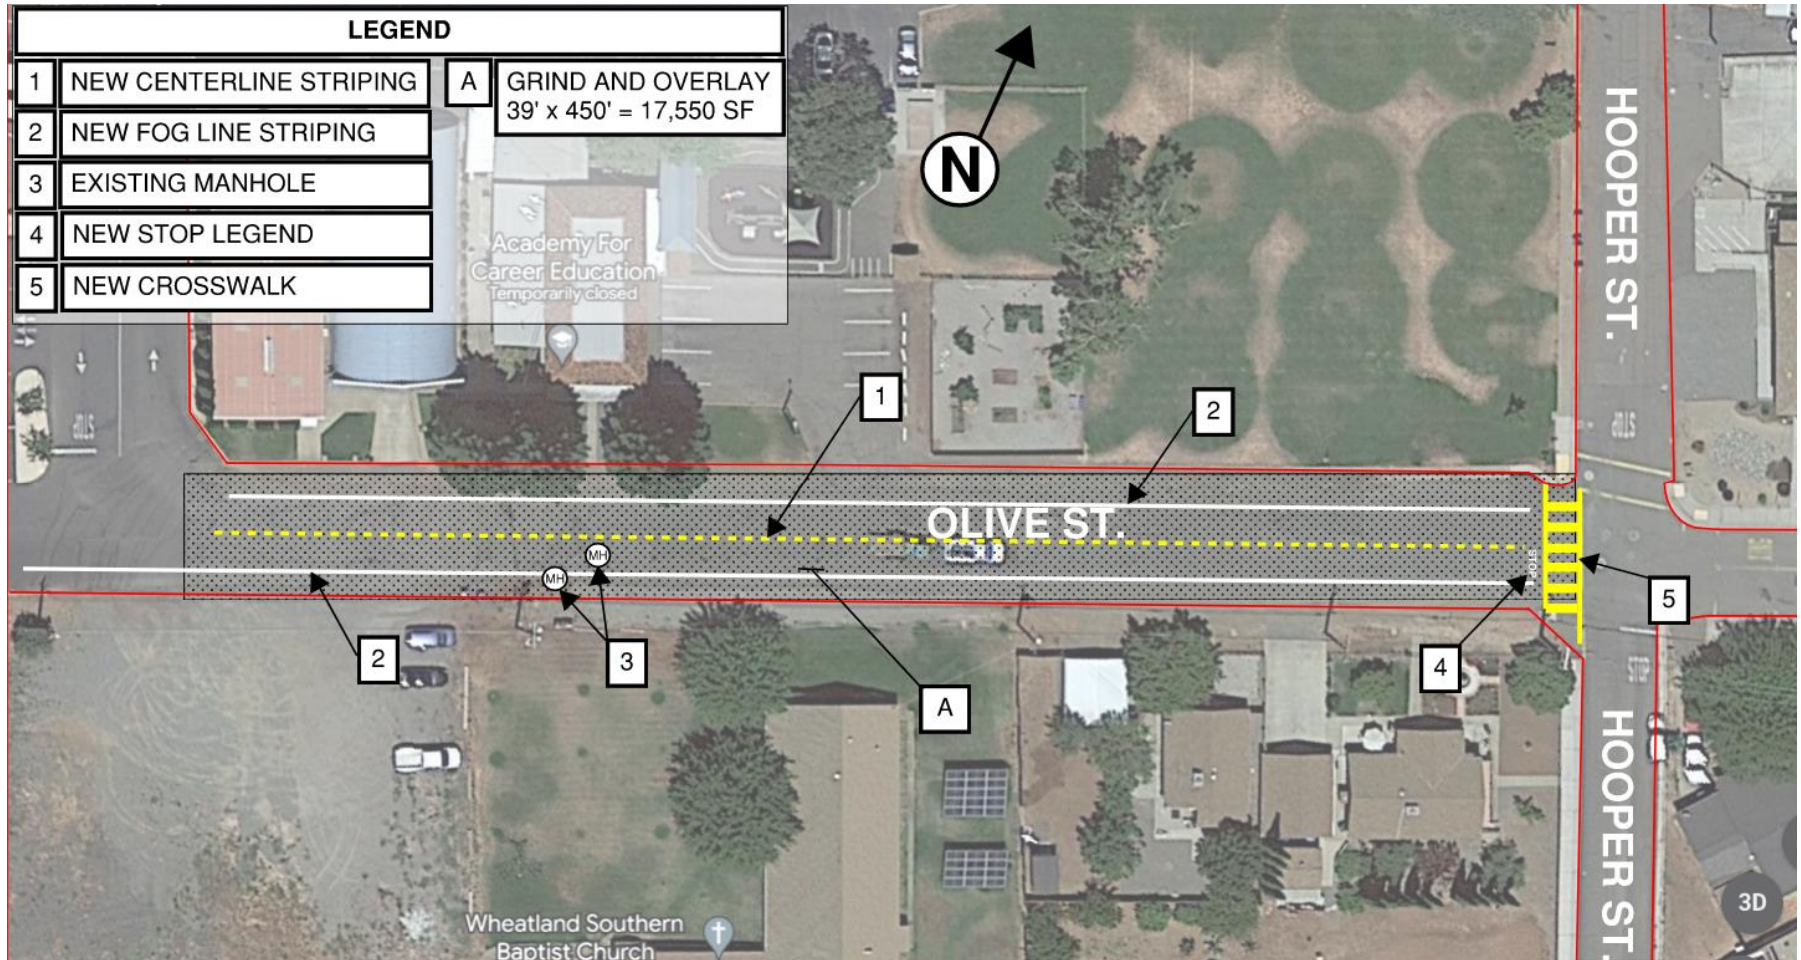 LEGEND
1 NEW CENTERLINE STRIPING
2 NEW FOG LINE STRIPING
3 EXISTING MANHOLE
4 NEW STOP LEGEND
5 NEW CROSSWALK
A GRIND AND OVERLAY
39' x 450' = 17,550 SF
N
HOOPER ST.
Academy For
Career Education
Temporarily closed
STOP
STOP
1
2
OLIVE ST.
MH
MH
STOP
2
3
A
4
5
STOP
HOOPER ST.
Wheatland Southern
Baptist Church
3D